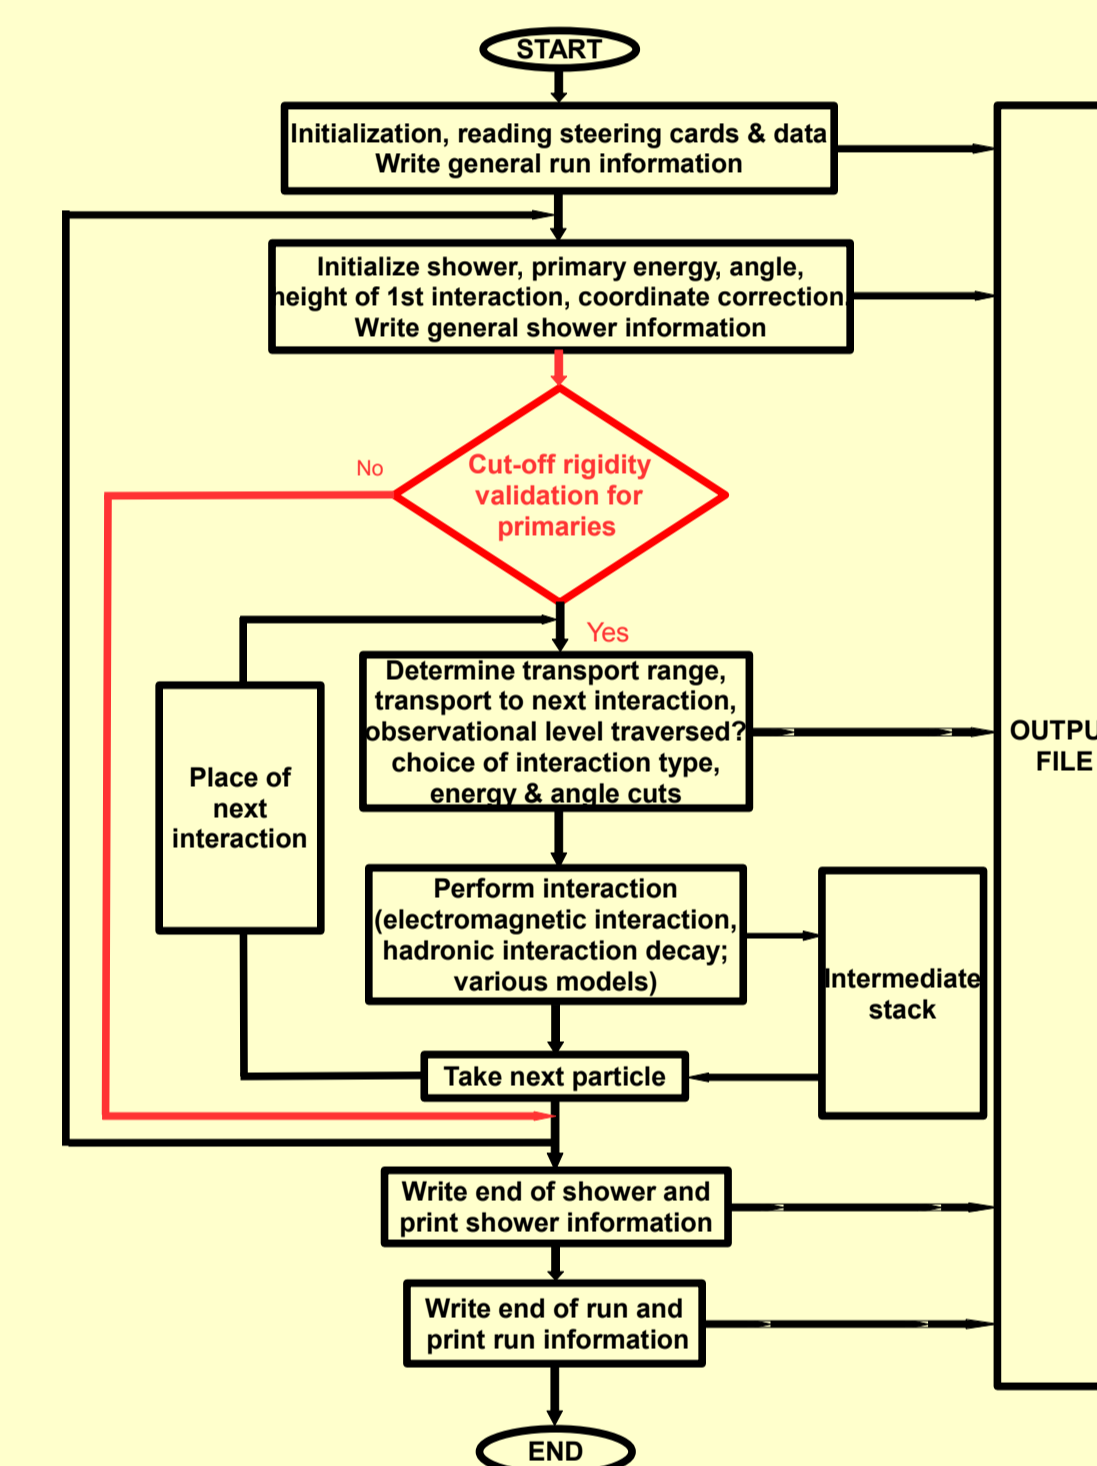 START
Initialization, reading steering cards & data
Write general run information
Initialize shower, primary energy, angle,
height of 1st interaction, coordinate correction.
Write general shower information
No
Cut-off rigidity
validation for
primaries
Yes
Determine transport range,
transport to next interaction,
observational level traversed?
choice of interaction type,
energy & angle cuts
OUTPU
FILE
Place of
next
interaction
Perform interaction
(electromagnetic interaction,
hadronic interaction decay;
various models)
Intermediate
stack
Take next particle
Write end of shower and
print shower information
Write end of run and
print run information
END